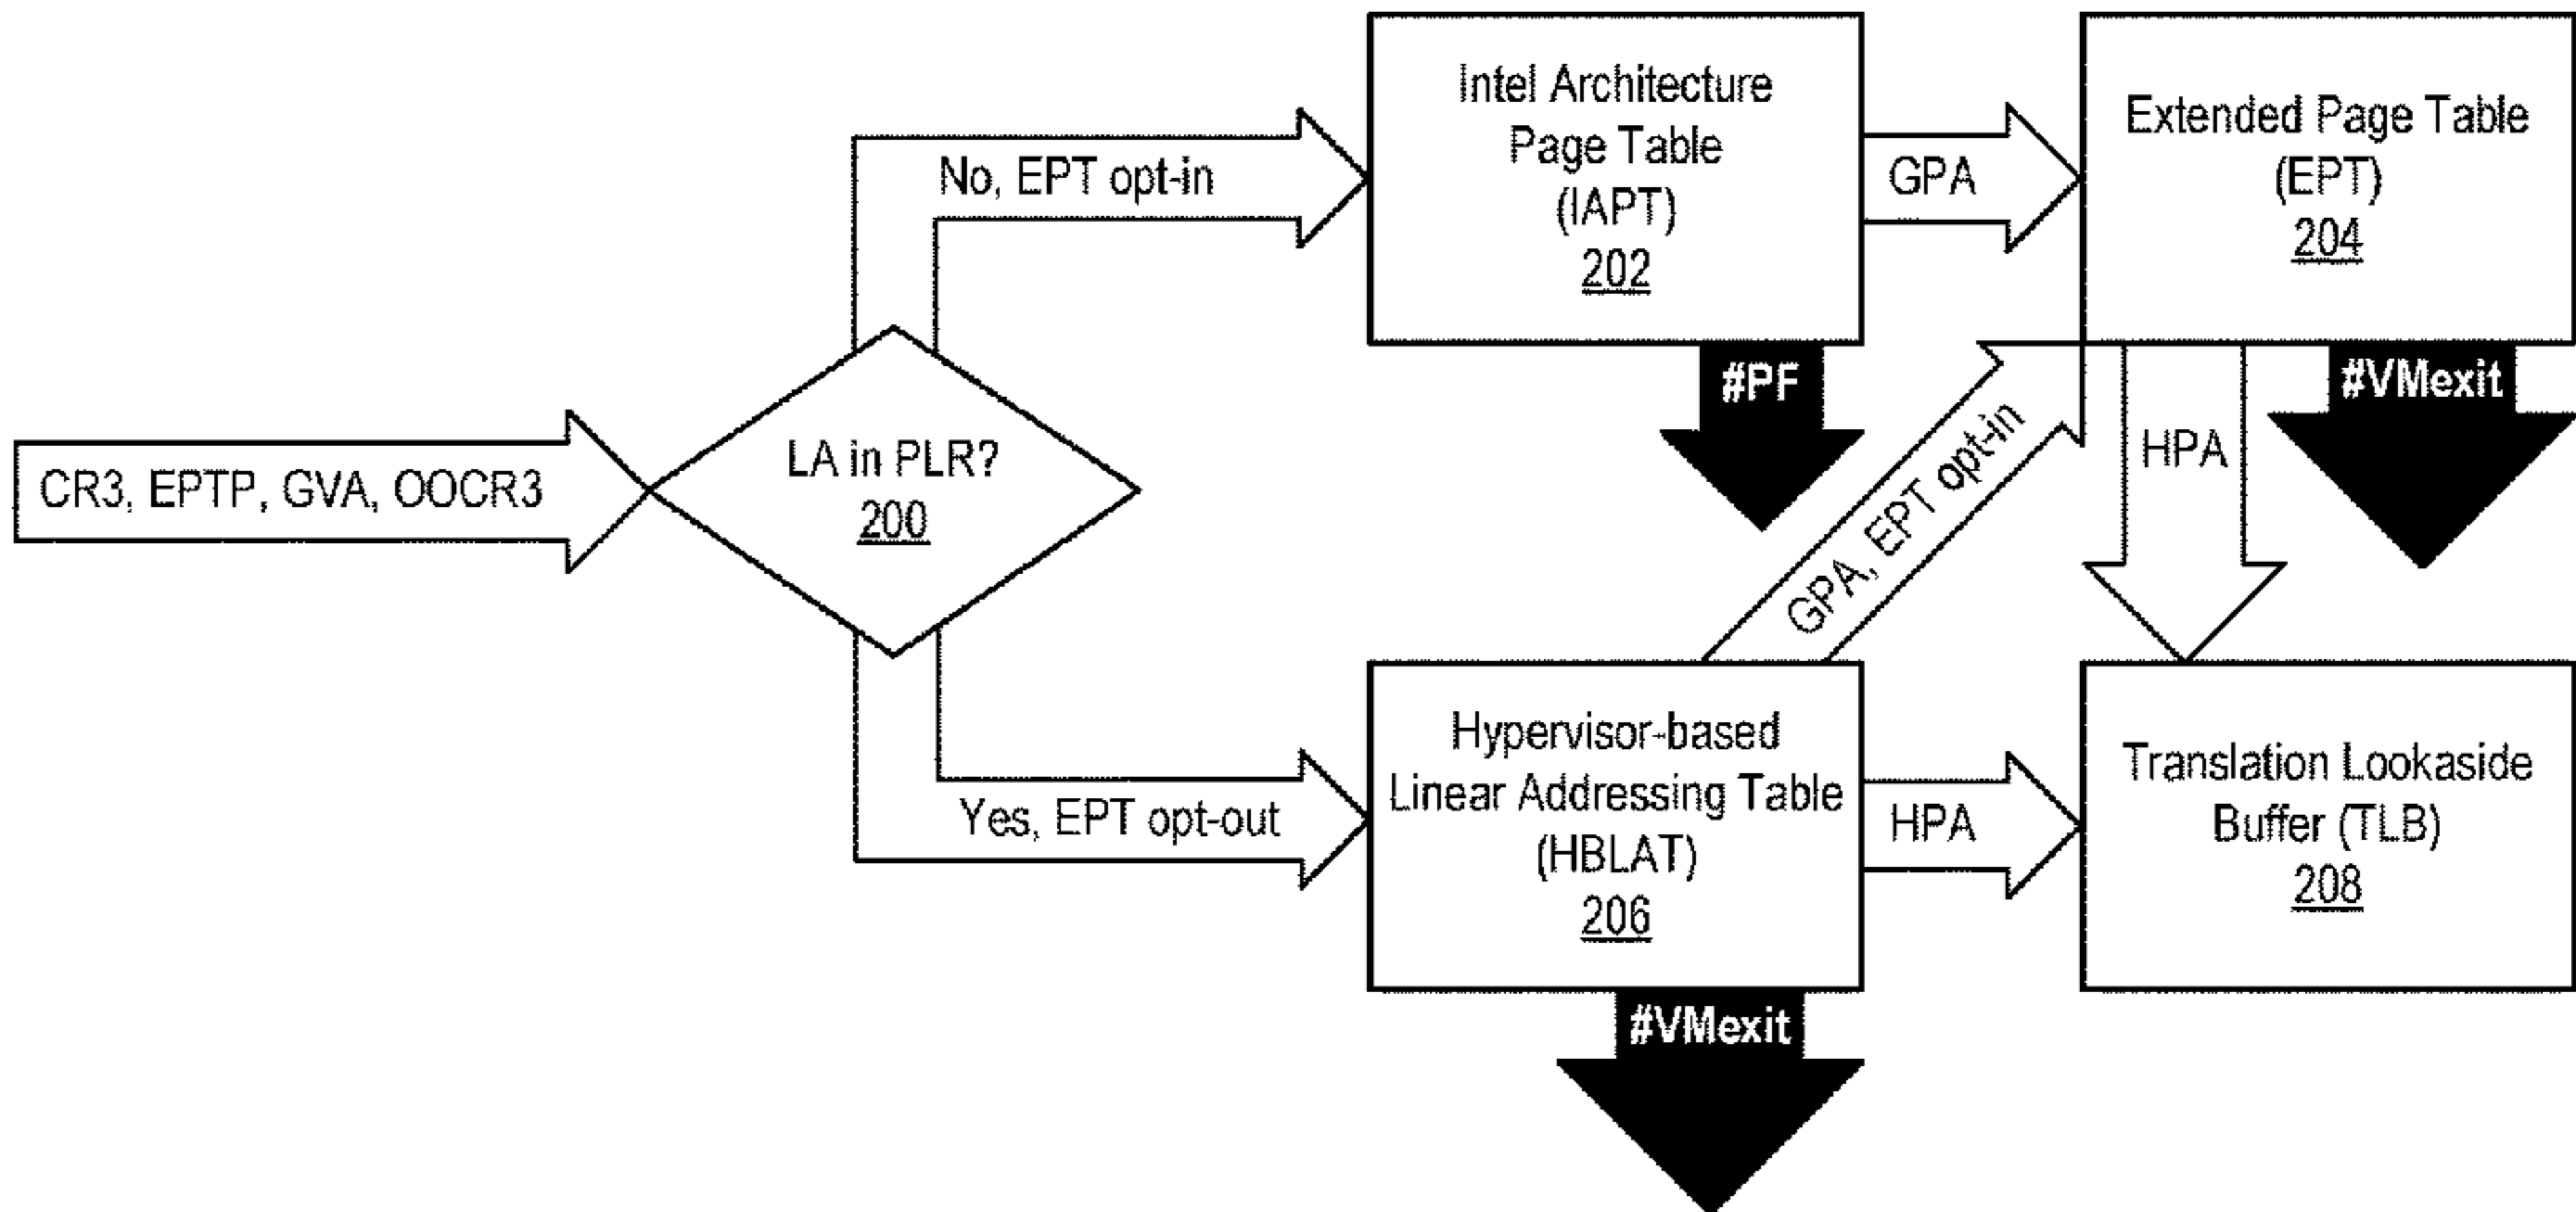 Intel Architecture
Page Table
(IAPT)
202
Extended Page Table
(EPT)
204
No, EPT opt-in
GPA
#PF
#VMexit
CR3, EPTP, GVA, OOCR3
LA in PLR?
200
GPA, EPT opt-in
HPA
Yes, EPT opt-out
Hypervisor-based
Linear Addressing Table
(HBLAT)
206
HPA
Translation Lookaside
Buffer (TLB)
208
#VMexit